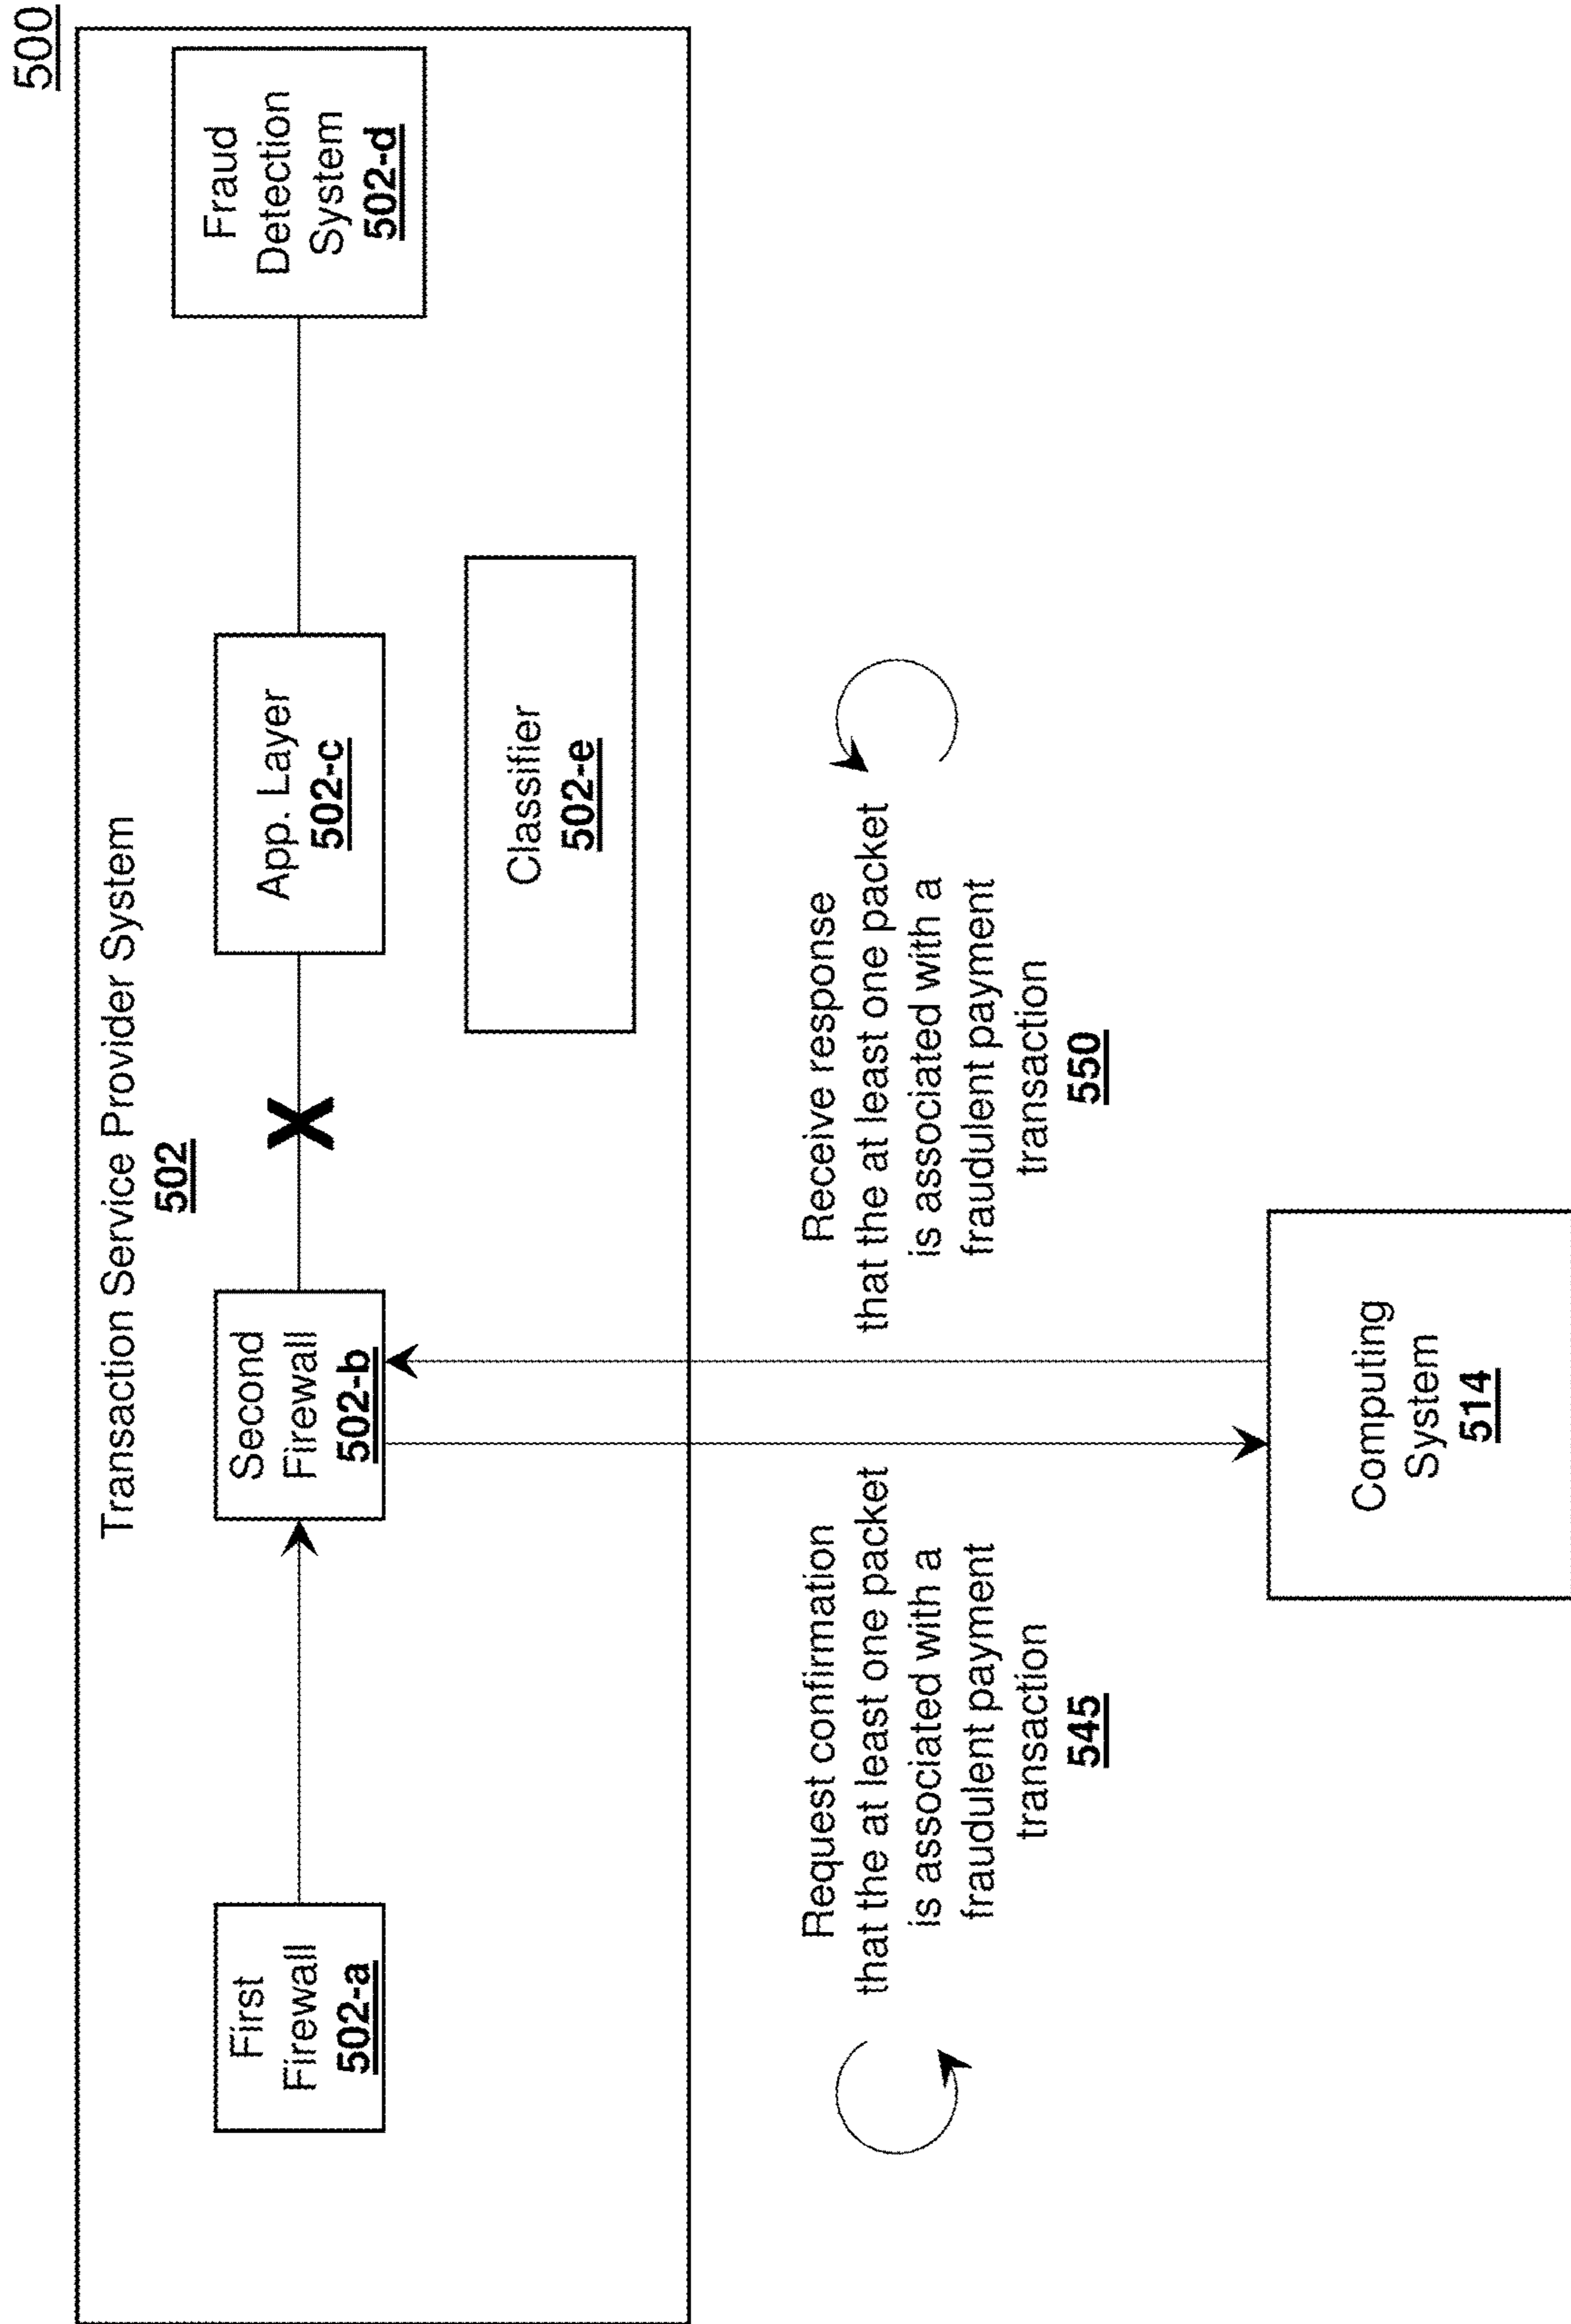 500
Transaction Service Provider System
502
First
Firewall
502-a
Second
Firewall
502-b
X
App. Layer
502-c
Fraud
Detection
System
502-d
Classifier
502-e
Request confirmation
that the at least one packet
is associated with a
fraudulent payment
transaction
545
Receive response
that the at least one packet
is associated with a
fraudulent payment
transaction
550
Computing
System
514